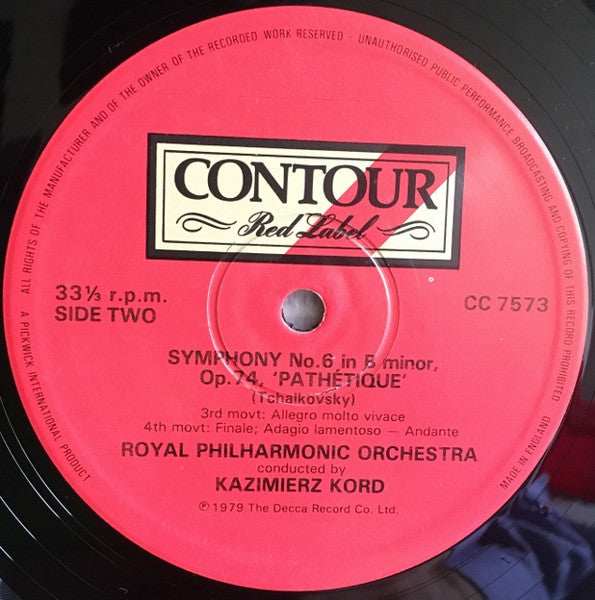 A PICKWICK INTERNATIONAL PRODUCT
ALL RIGHTS OF THE MANUFACTURER AND OF THE OWNER OF THE RECORDED WORK RESERVED - UNAUTHORISED PUBLIC PERFORMANCE BROADCASTING AND COPYING OF THIS RECORD PROHIBITED
MADE IN ENGLAND
CONTOUR
Red Label
33⅓ r.p.m.
SIDE TWO
CC 7573
SYMPHONY No.6 in B minor,
Op.74, 'PATHÉTIQUE'
(Tchaikovsky)
3rd movt: Allegro molto vivace
4th movt: Finale; Adagio lamentoso — Andante
ROYAL PHILHARMONIC ORCHESTRA
conducted by
KAZIMIERZ KORD
℗ 1979 The Decca Record Co. Ltd.